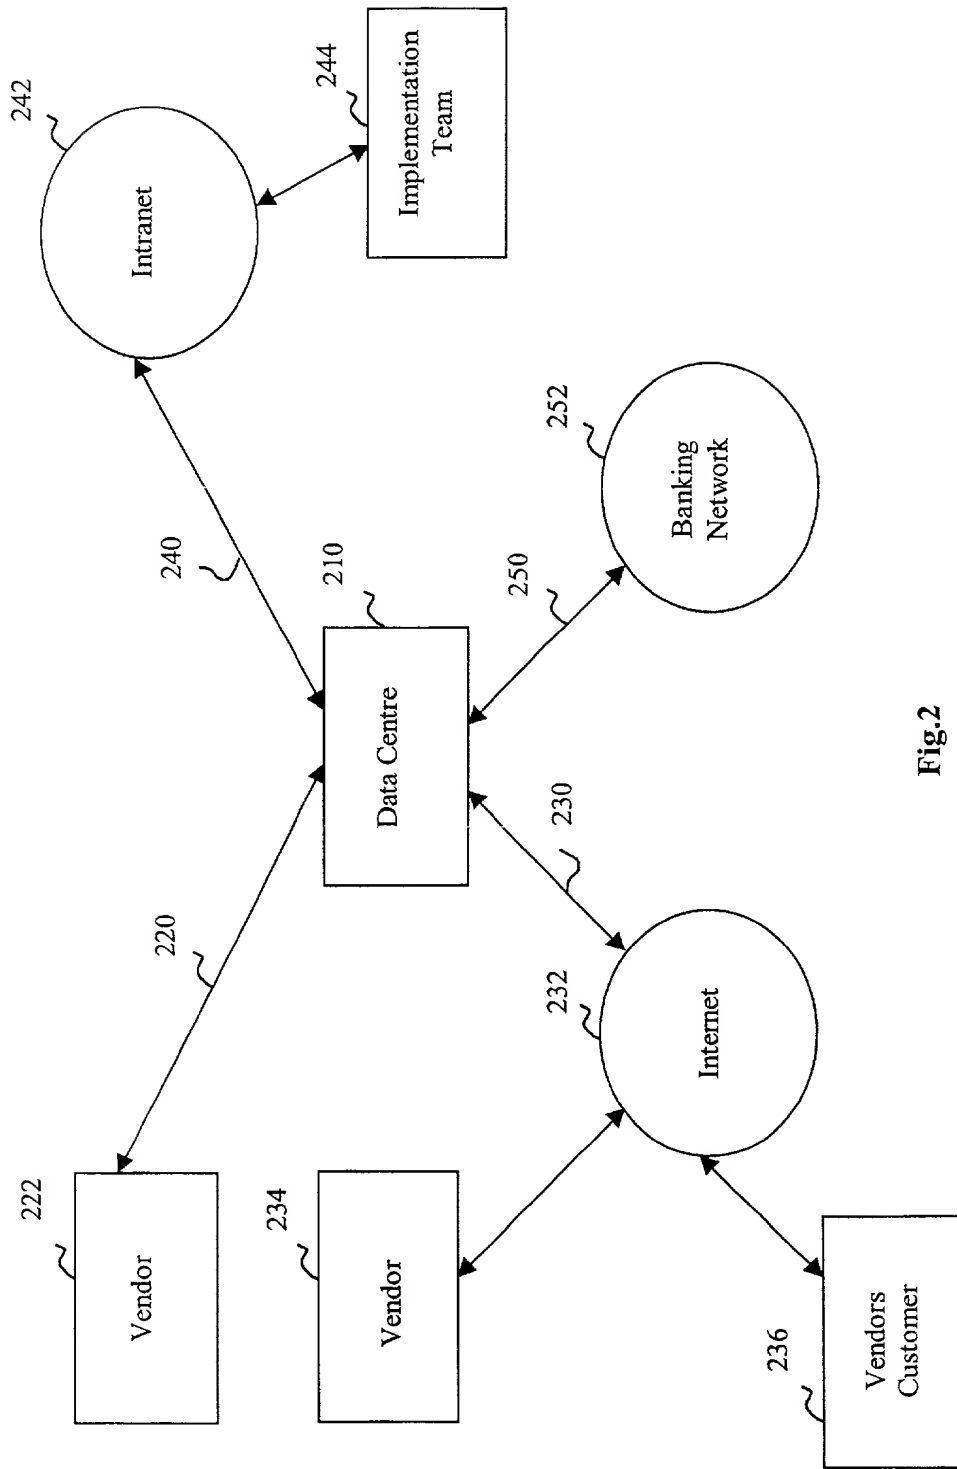 222
242
Vendor
Intranet
220
240
234
210
244
Vendor
Data Centre
Implementation
Team
232
230
250
252
Internet
Banking
Network
236
Vendors
Customer
Fig.2